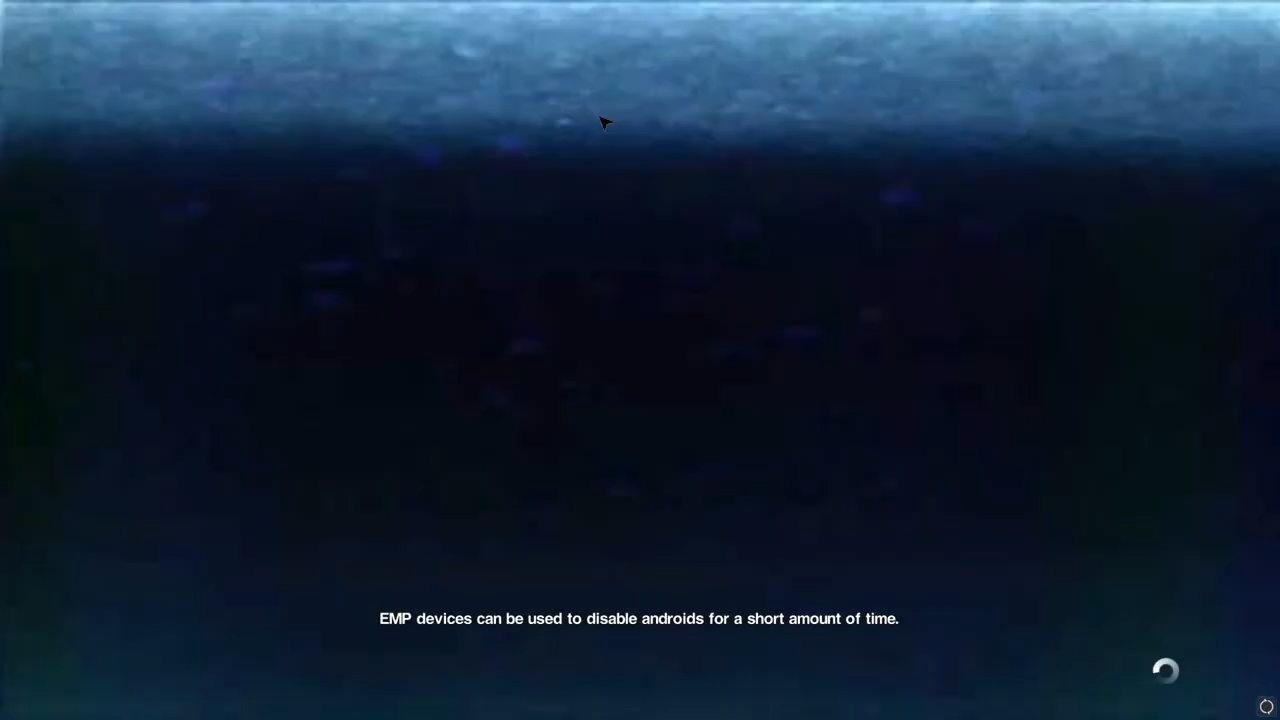 EMP devices can be used to disable androids for a short amount of time.